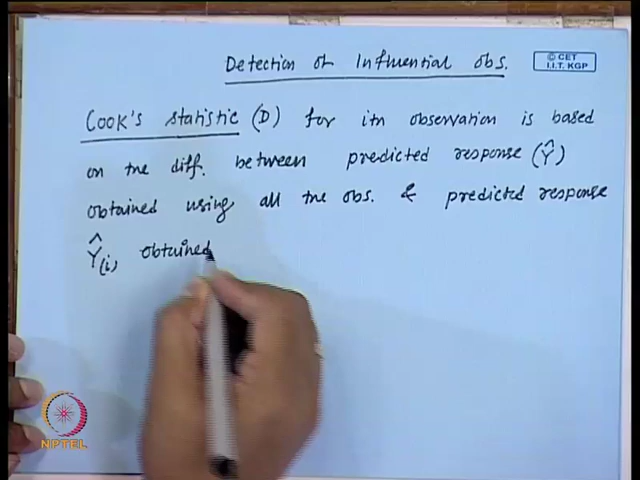 Detection of Influential obs.
© CET
I.I.T. KGP
Cook's statistic (D) for ith observation is based
on the diff. between predicted response (Ŷ)
obtained using all the obs. & predicted response
Ŷ(i) obtained
NPTEL